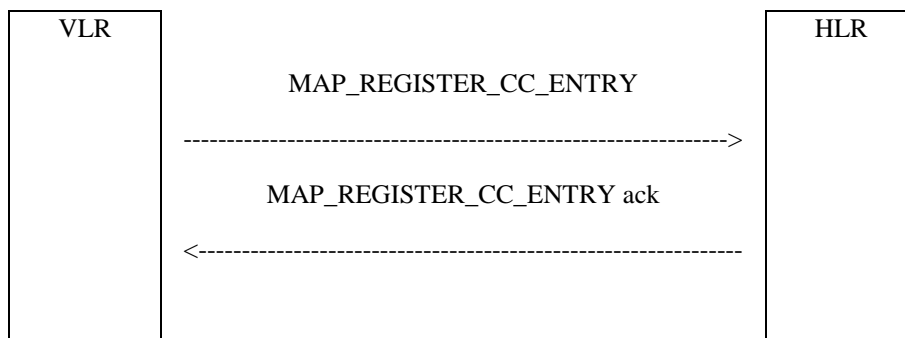 VLR HLR
MAP_REGISTER_CC_ENTRY
--------------------------------------------------------------->
MAP_REGISTER_CC_ENTRY ack
<---------------------------------------------------------------